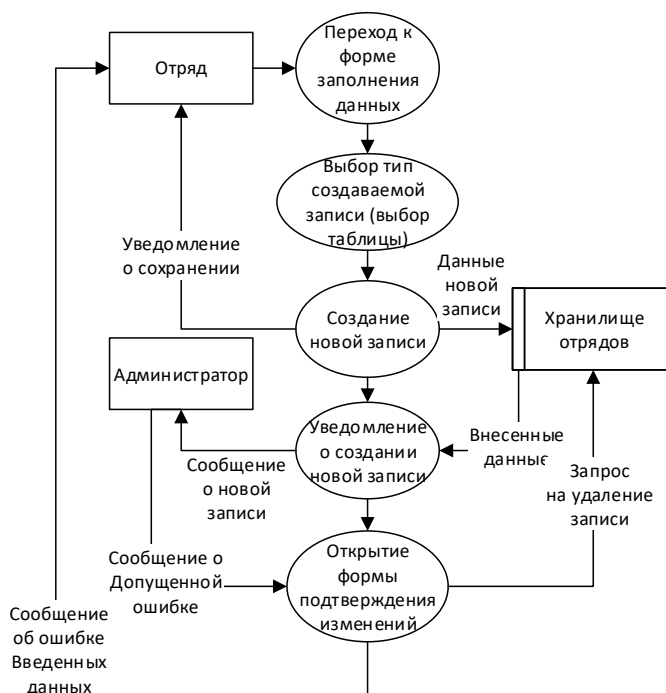 Отряд
Переход к
форме
заполнения
данных
Выбор тип
создаваемой
записи (выбор
таблицы)
Уведомление
о сохранении
Данные
новой
записи
Создание
новой записи
Хранилище
отрядов
Администратор
Уведомление
о создании
новой записи
Внесенные
данные
Сообщение
о новой
записи
Запрос
на удаление
записи
Сообщение о
Допущенной
ошибке
Открытие
формы
подтверждения
изменений
Сообщение
об ошибке
Введенных
данных